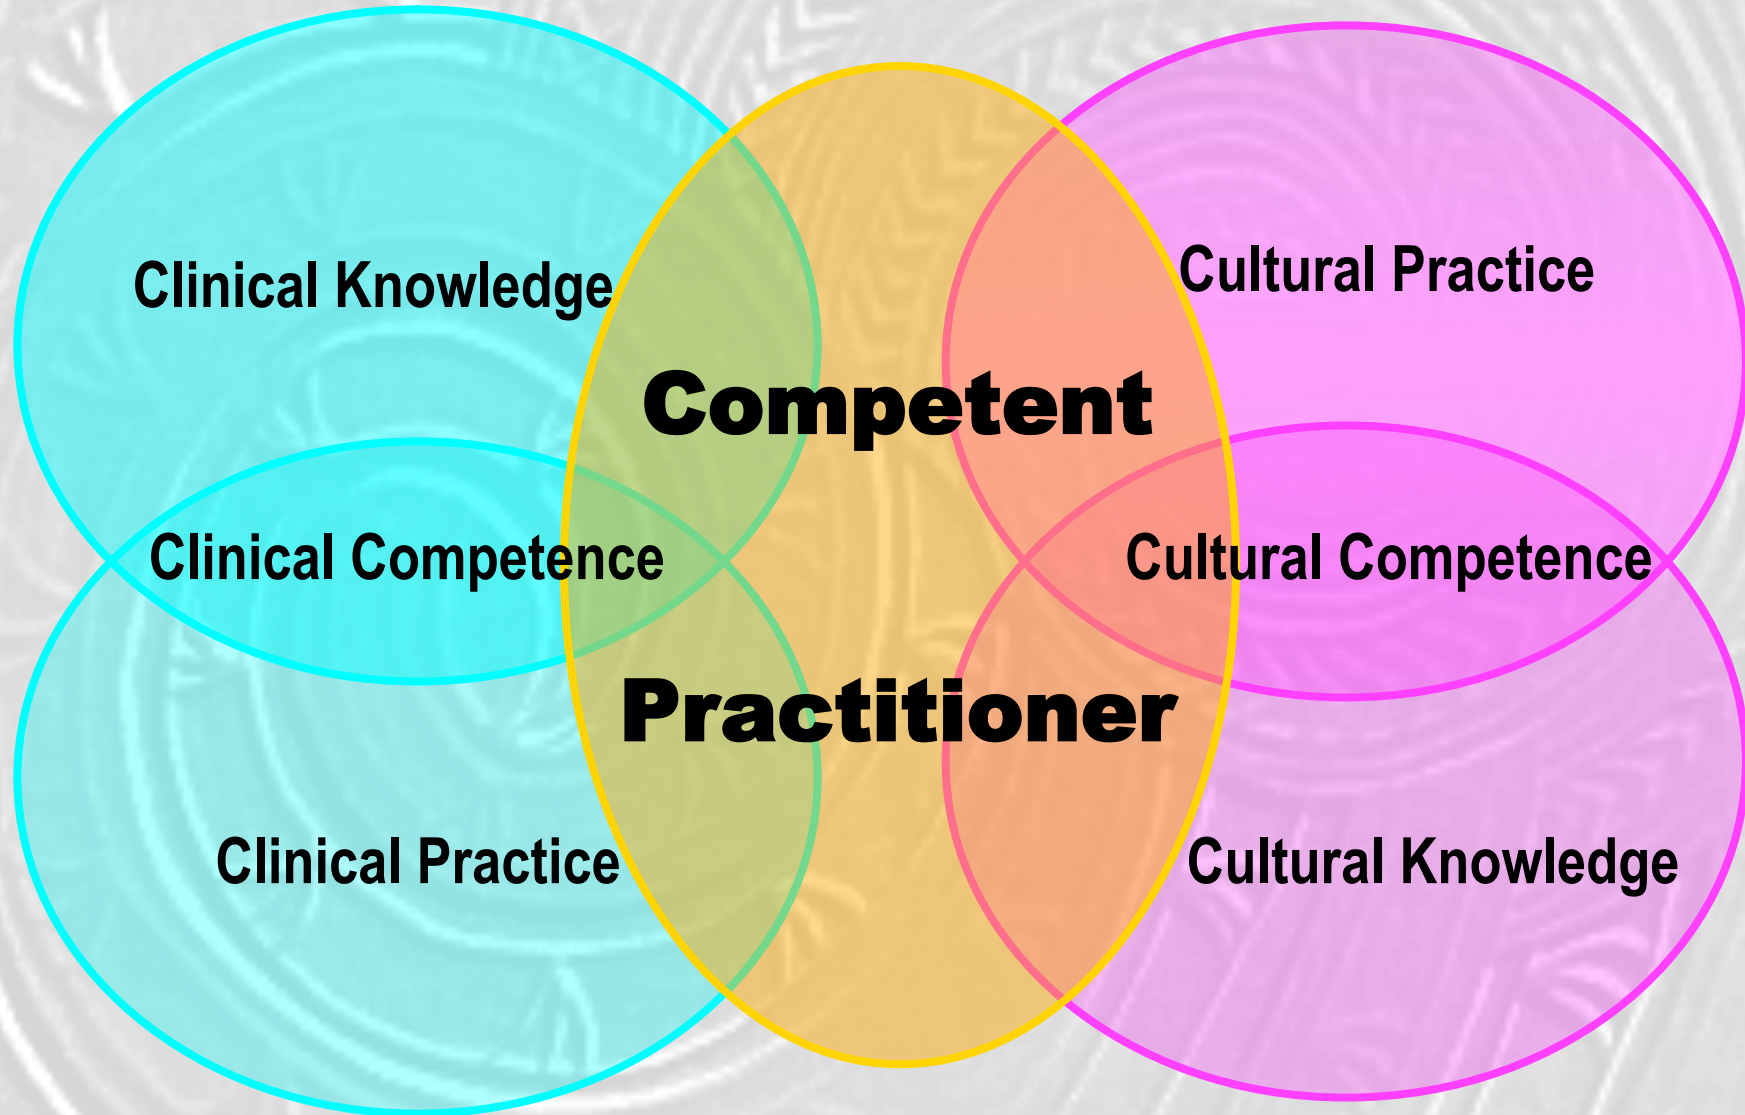 Clinical Knowledge
Cultural Practice
Competent
Clinical Competence
Cultural Competence
Practitioner
Clinical Practice
Cultural Knowledge